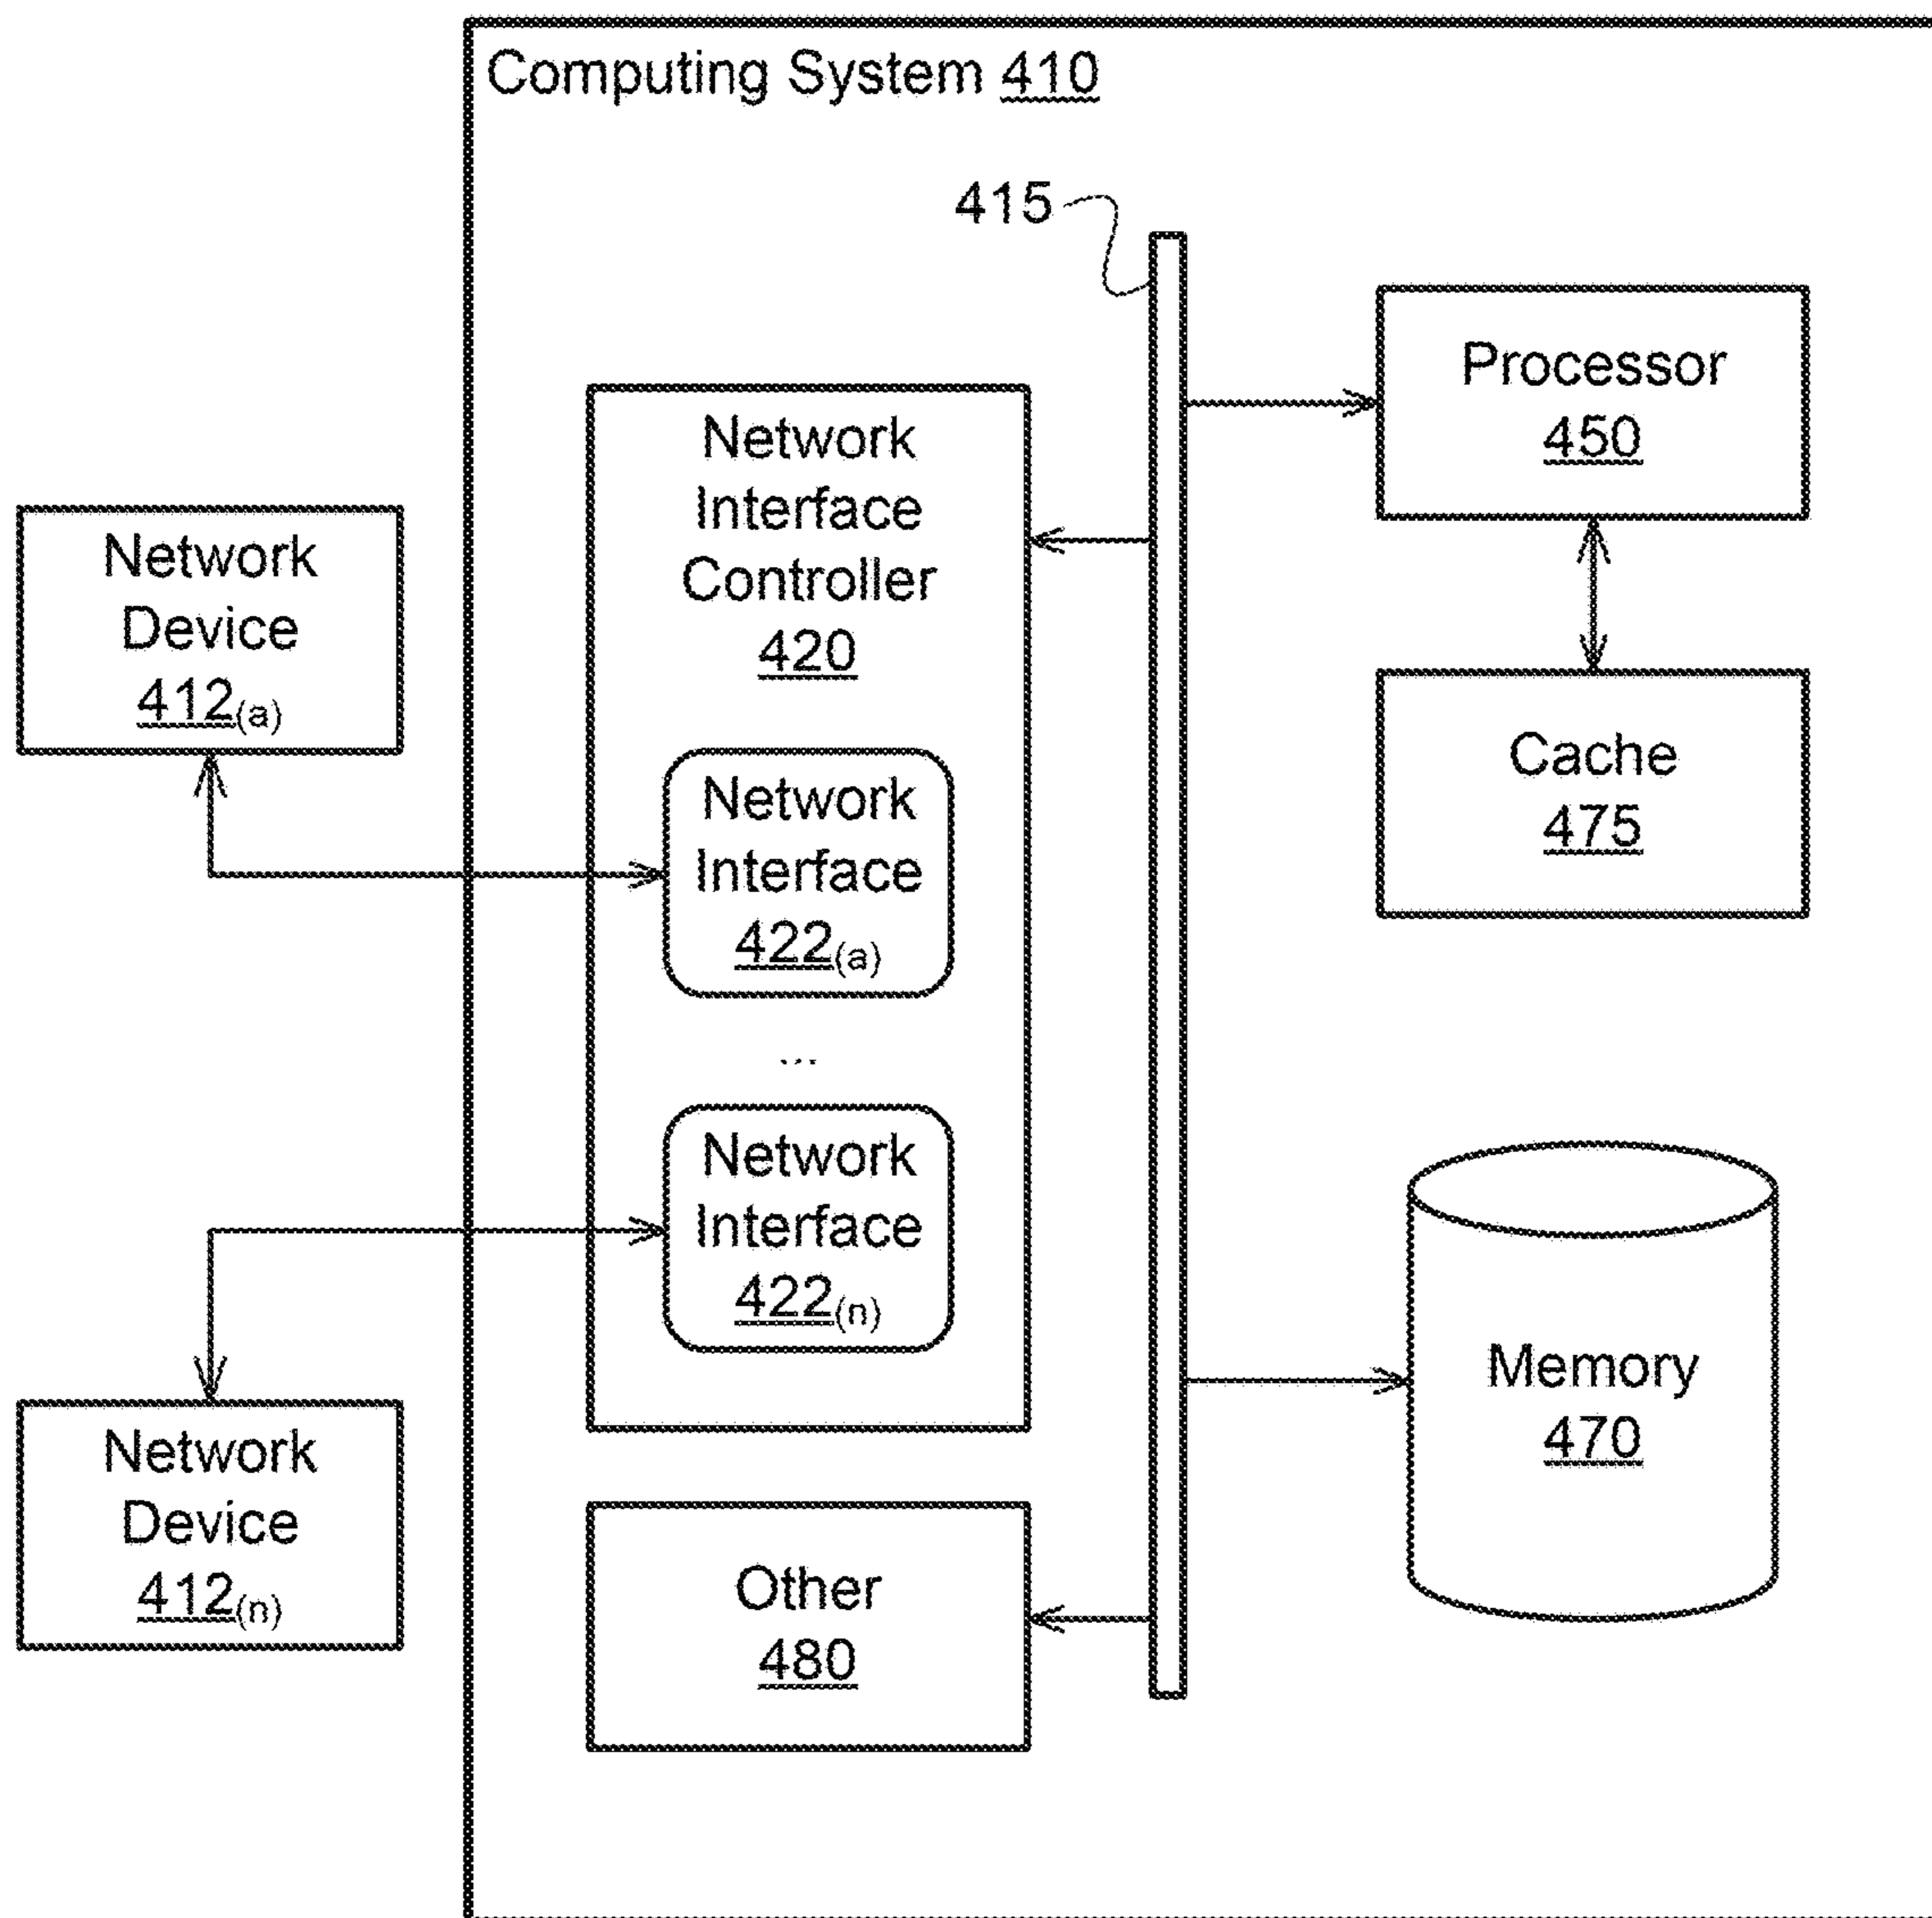 Computing System 410
415
Processor
450
Network
Interface
Controller
420
Network
Device
412(a)
Cache
475
Network
Interface
422(a)
...
Network
Interface
422(n)
Memory
470
Network
Device
412(n)
Other
480